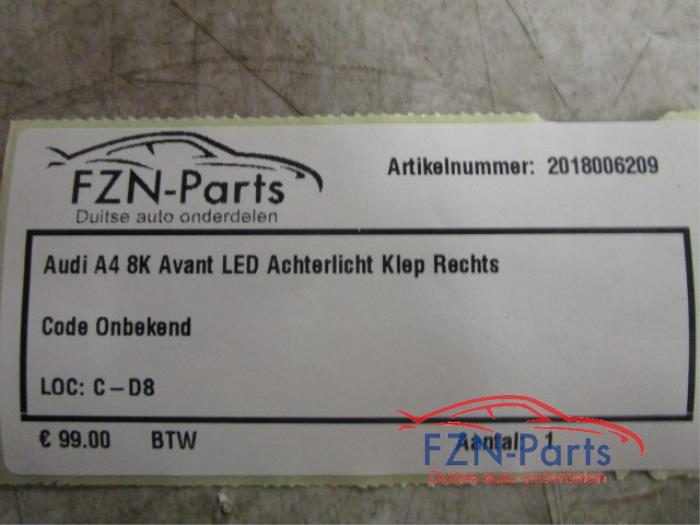 FZN-Parts
Duitse auto onderdelen
Artikelnummer: 2018006209
Audi A4 8K Avant LED Achterlicht Klep Rechts
Code Onbekend
LOC: C-D8
€ 99.00 BTW Aantal: 1
FZN-Parts
Duitse auto onderdelen